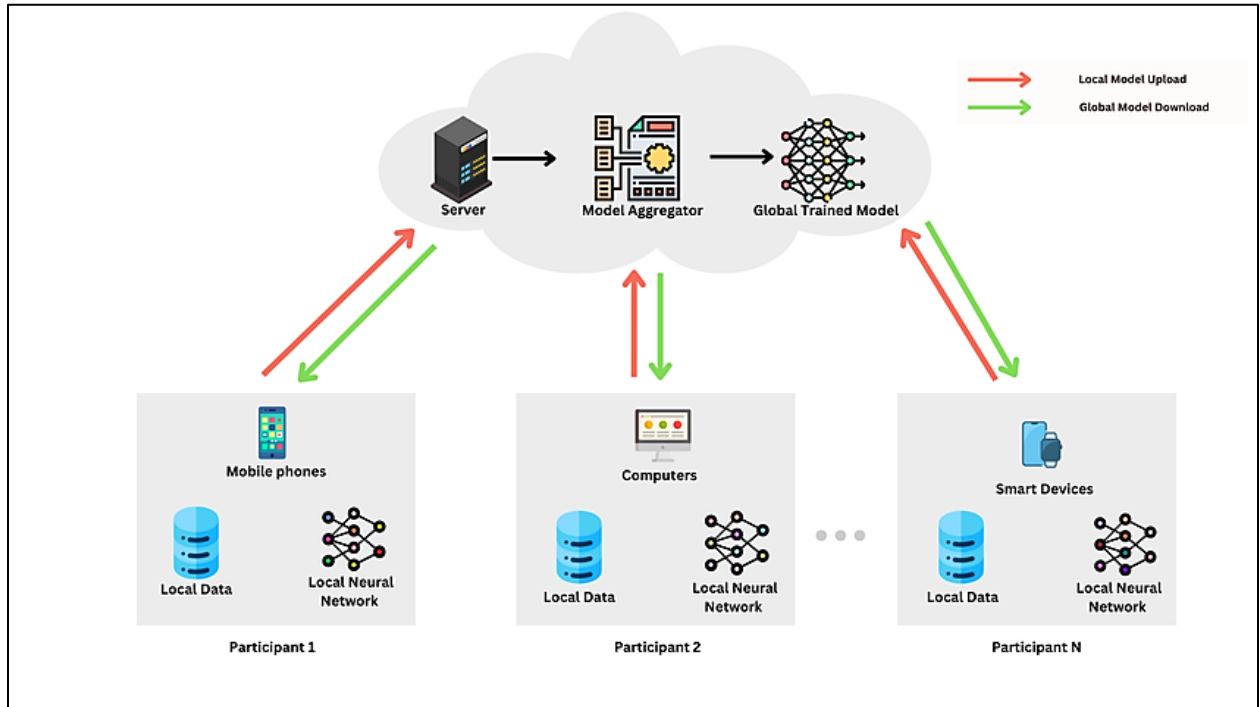 Local Model Upload
Global Model Download
Server
Model Aggregator
Global Trained Model
Mobile phones
Local Data
Local Neural
Network
Participant 1
Computers
Local Data
Local Neural
Network
Participant 2
Smart Devices
Local Data
Local Neural
Network
Participant N